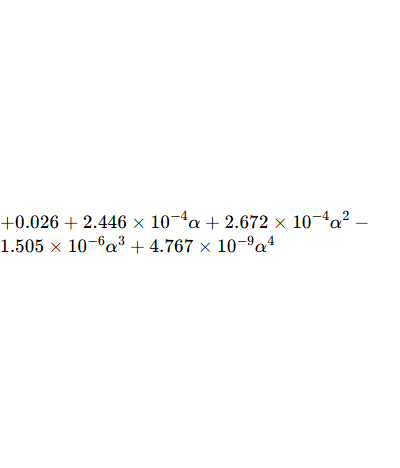 +0.026 + 2.446 × 10⁻⁴α + 2.672 × 10⁻⁴α² −
1.505 × 10⁻⁶α³ + 4.767 × 10⁻⁹α⁴